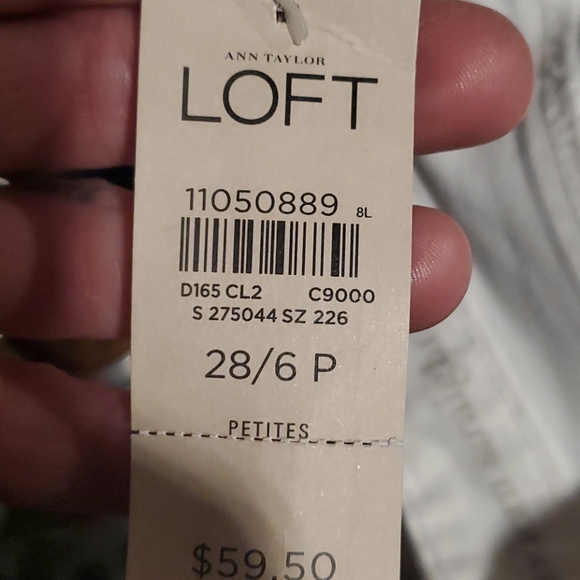 ANN TAYLOR
LOFT
11050889 8L
D165 CL2 C9000
S 275044 SZ 226
28/6 P
PETITES
$59.50